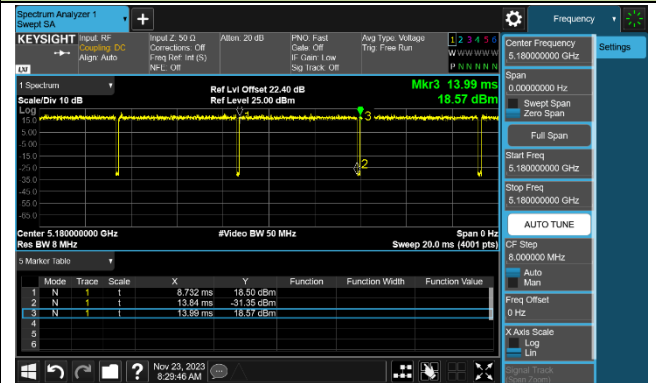 Spectrum Analyzer 1
Swept SA
Frequency
KEYSIGHT
Input: RF
Coupling: DC
Align: Auto
Input Z: 50 Ω
Corrections: Off
Freq Ref: Int (S)
NFE: Off
Atten: 20 dB
PNO: Fast
Gate: Off
IF Gain: Low
Sig Track: Off
Avg Type: Voltage
Trig: Free Run
1 2 3 4 5 6
W W W W W W
P N N N N N
LXI
1 Spectrum
Scale/Div 10 dB
Ref Lvl Offset 22.40 dB
Ref Level 25.00 dBm
Mkr3 13.99 ms
18.57 dBm
Log
15.0
5.00
-5.00
-15.0
-25.0
-35.0
-45.0
-55.0
-65.0
1
3
2
Center 5.180000000 GHz
Res BW 8 MHz
#Video BW 50 MHz
Span 0 Hz
Sweep 20.0 ms (4001 pts)
5 Marker Table
Mode Trace Scale X Y Function Function Width Function Value
1 N 1 t 8.732 ms 18.50 dBm
2 N 1 t 13.84 ms -31.35 dBm
3 N 1 t 13.99 ms 18.57 dBm
4
5
6
Nov 23, 2023
8:29:46 AM
Center Frequency
5.180000000 GHz
Span
0.00000000 Hz
Swept Span
Zero Span
Full Span
Start Freq
5.180000000 GHz
Stop Freq
5.180000000 GHz
AUTO TUNE
CF Step
8.000000 MHz
Auto
Man
Freq Offset
0 Hz
X Axis Scale
Log
Lin
Signal Track
(Span Zoom)
Settings